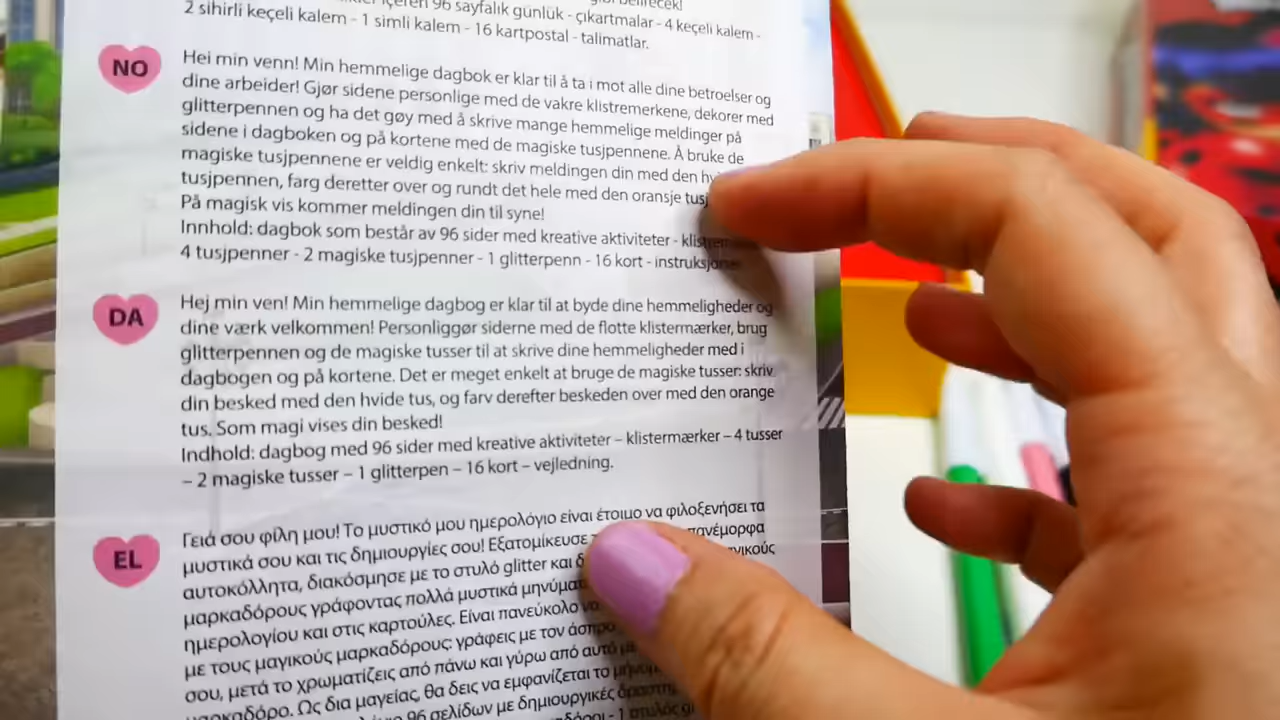 içeren 96 sayfalık günlük - çıkartmalar - 4 keçeli kalem -
2 sihirli keçeli kalem - 1 simli kalem - 16 kartpostal - talimatlar.
NO
Hei min venn! Min hemmelige dagbok er klar til å ta i mot alle dine betroelser og
dine arbeider! Gjør sidene personlige med de vakre klistremerkene, dekorer med
glitterpennen og ha det gøy med å skrive mange hemmelige meldinger på
sidene i dagboken og på kortene med de magiske tusjpennene. Å bruke de
magiske tusjpennene er veldig enkelt: skriv meldingen din med den
tusjpennen, farg deretter over og rundt det hele med den oransje
På magisk vis kommer meldingen din til syne!
Innhold: dagbok som består av 96 sider med kreative aktiviteter -
4 tusjpenner - 2 magiske tusjpenner - 1 glitterpenn - 16 kort - instruksjoner
DA
Hej min ven! Min hemmelige dagbog er klar til at byde dine hemmeligheder og
dine værk velkommen! Personliggør siderne med de flotte klistermærker, brug
glitterpennen og de magiske tusser til at skrive dine hemmeligheder med i
dagbogen og på kortene. Det er meget enkelt at bruge de magiske tusser: skriv
din besked med den hvide tus, og farv derefter beskeden over med den orange
tus. Som magi vises din besked!
Indhold: dagbog med 96 sider med kreative aktiviteter – klistermærker – 4 tusser
– 2 magiske tusser – 1 glitterpen – 16 kort – vejledning.
EL
Γειά σου φίλη μου! Το μυστικό μου ημερολόγιο είναι έτοιμο να φιλοξενήσει τα
μυστικά σου και τις δημιουργίες σου! Εξατομίκευσε πανέμορφα
αυτοκόλλητα, διακόσμησε με το στυλό glitter και
μαρκαδόρους γράφοντας πολλά μυστικά
ημερολογίου και στις καρτούλες. Είναι πανεύκολο
με τους μαγικούς μαρκαδόρους: γράφεις με τον
σου, μετά το χρωματίζεις από πάνω και γύρω από αυτό
μαρκαδόρο. Ως δια μαγείας, θα δεις να εμφανίζεται το
96 σελίδων με δημιουργικές